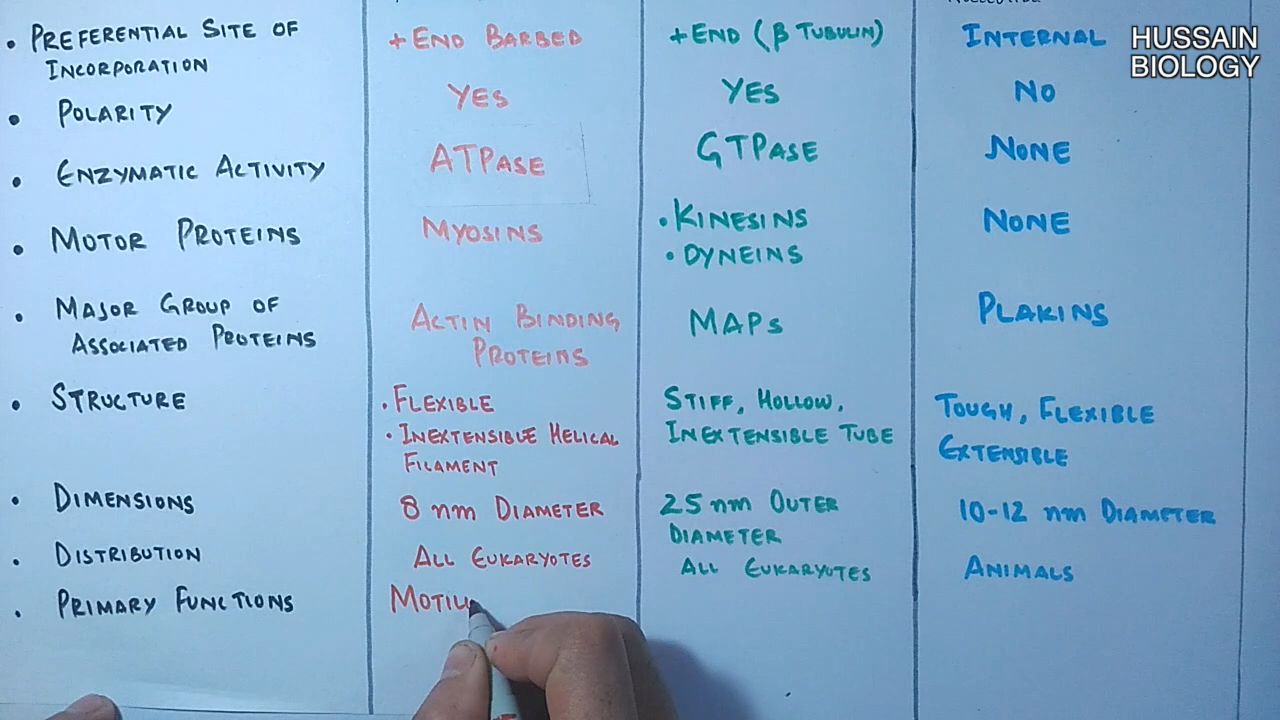 • PREFERENTIAL SITE OF INCORPORATION
+ END BARBED
+ END (β TUBULIN)
INTERNAL
HUSSAIN
BIOLOGY
• POLARITY
YES
YES
NO
• ENZYMATIC ACTIVITY
ATPASE
GTPASE
NONE
• MOTOR PROTEINS
MYOSINS
• KINESINS
• DYNEINS
NONE
• MAJOR GROUP OF
ASSOCIATED PROTEINS
ACTIN BINDING
PROTEINS
MAPs
PLAKINS
• STRUCTURE
• FLEXIBLE
• INEXTENSIBLE HELICAL
FILAMENT
STIFF, HOLLOW,
INEXTENSIBLE TUBE
TOUGH, FLEXIBLE
EXTENSIBLE
• DIMENSIONS
8 nm DIAMETER
25 nm OUTER
DIAMETER
10-12 nm DIAMETER
• DISTRIBUTION
ALL EUKARYOTES
ALL EUKARYOTES
ANIMALS
• PRIMARY FUNCTIONS